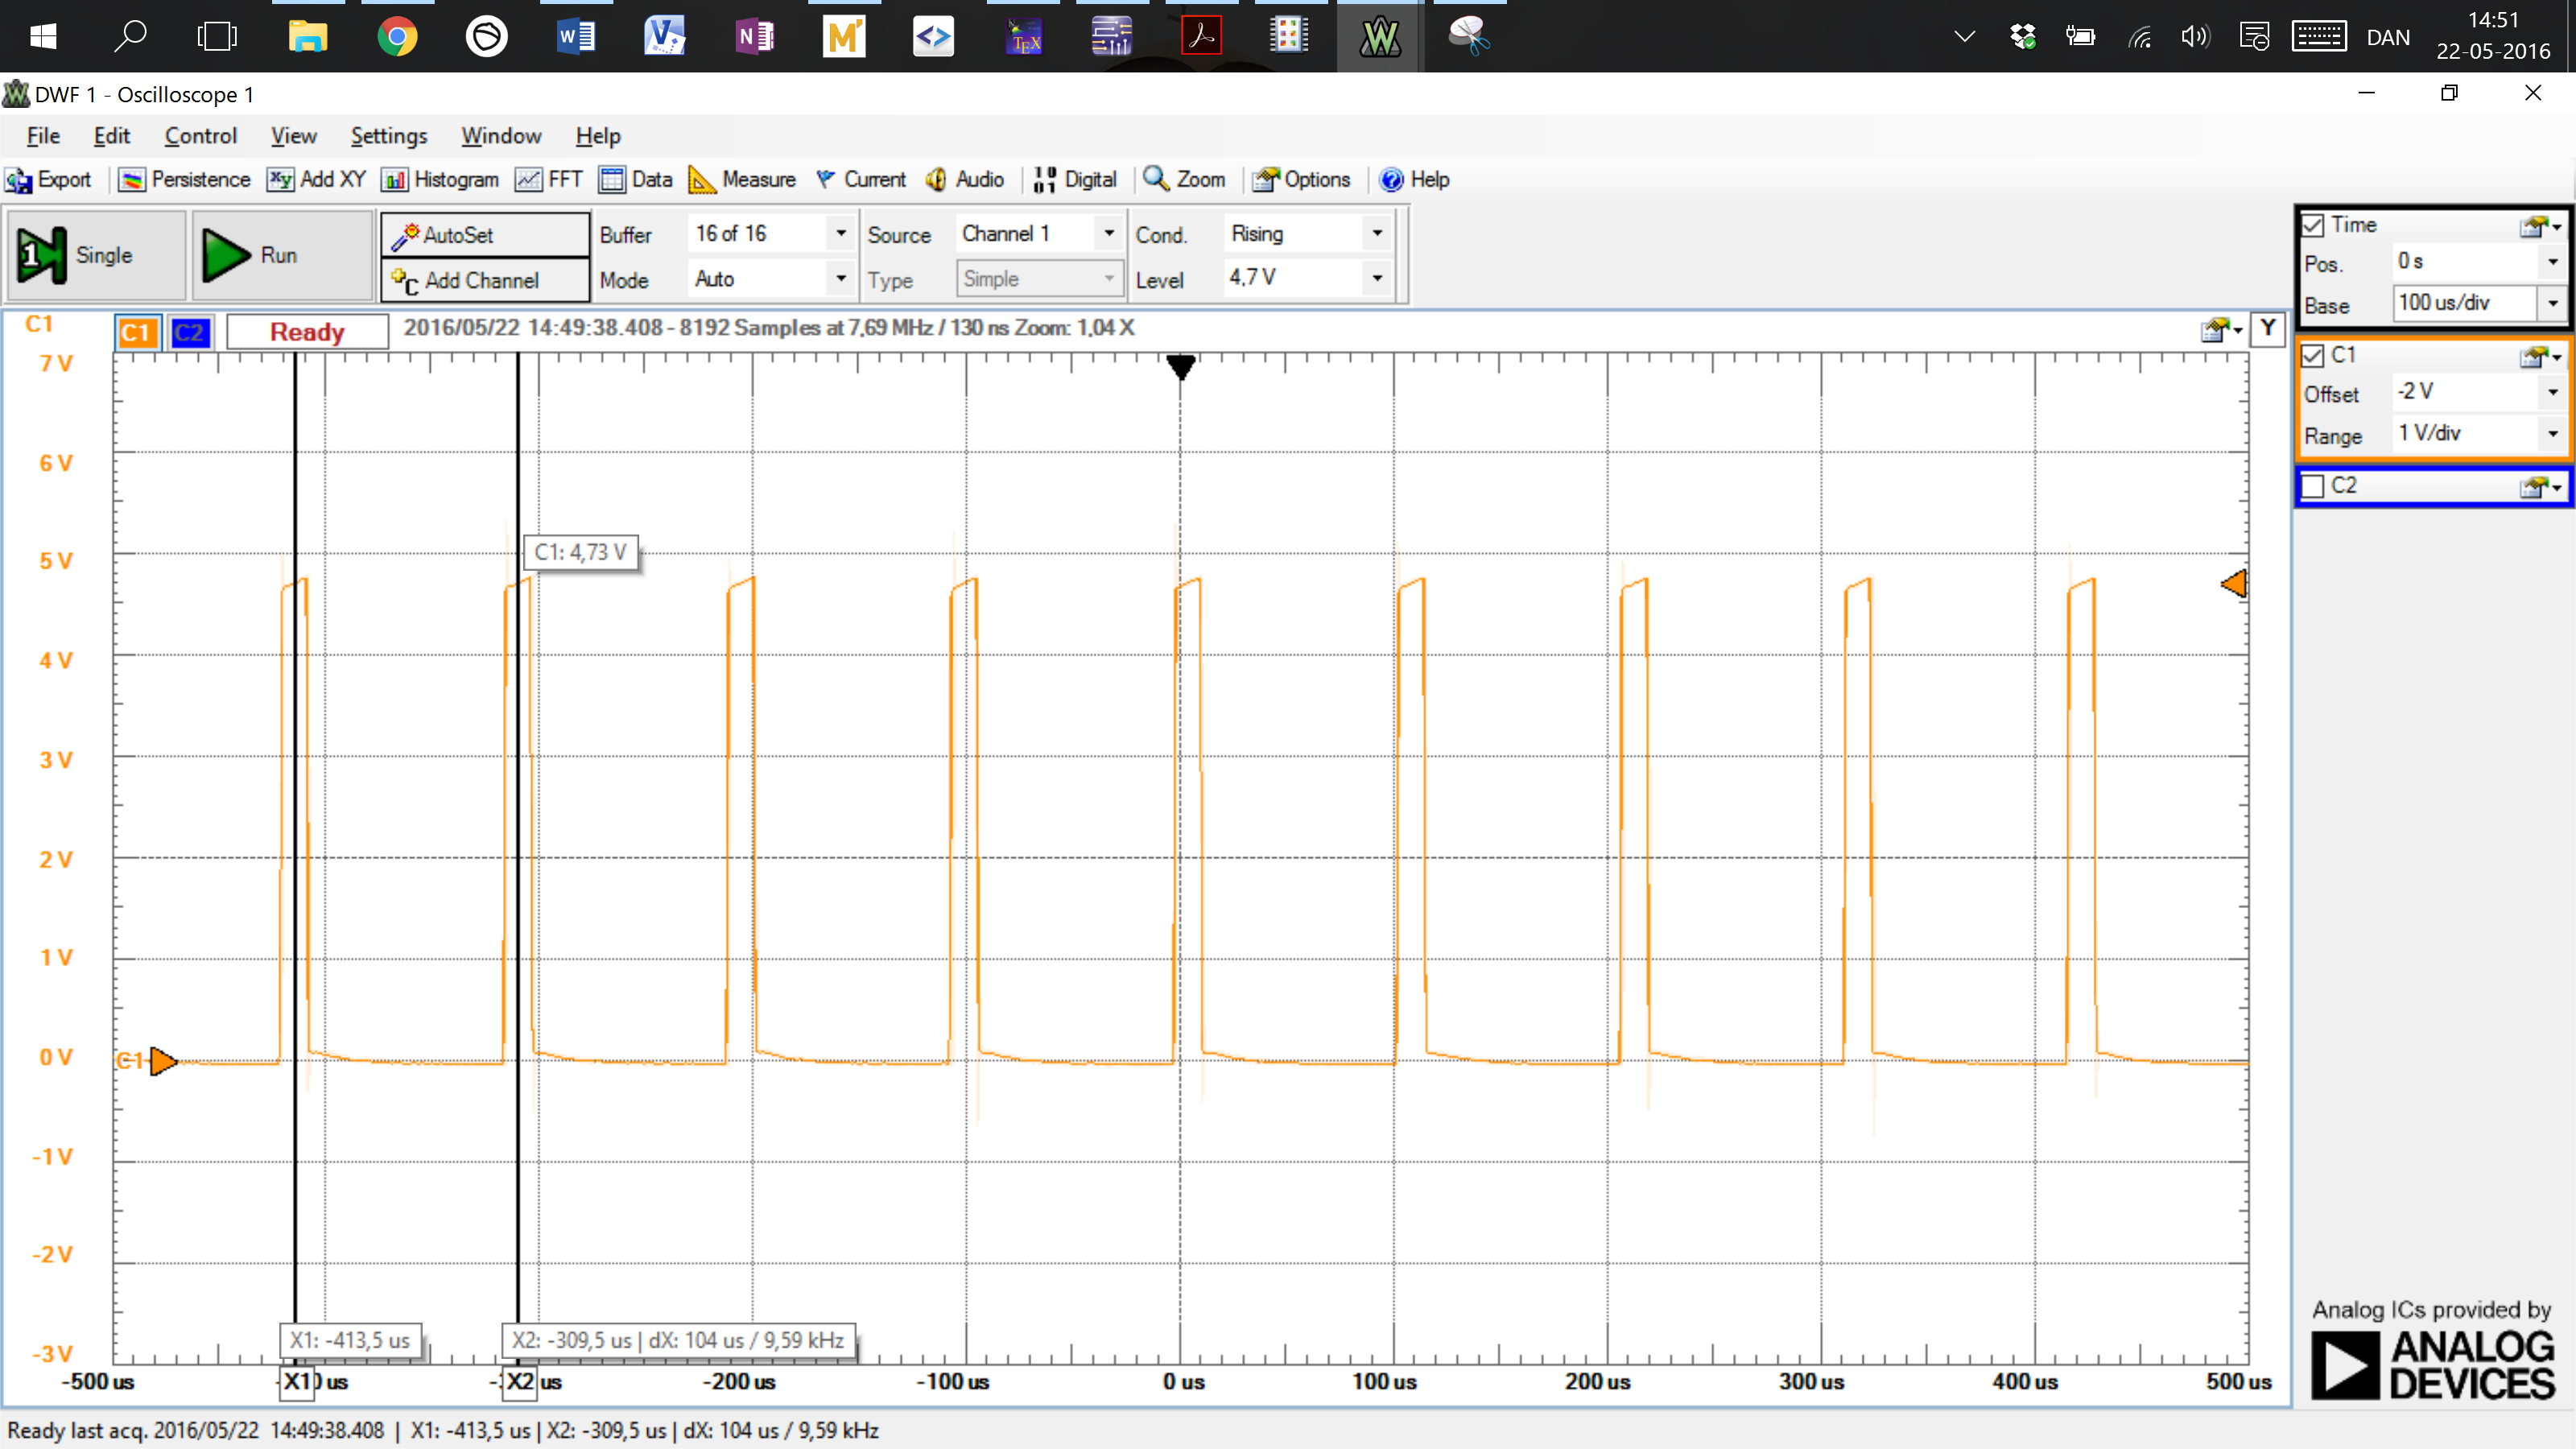 14:51
DAN
22-05-2016
DWF 1 - Oscilloscope 1
File Edit Control View Settings Window Help
Export Persistence Add XY Histogram FFT Data Measure Current Audio Digital Zoom Options Help
Single Run AutoSet Buffer 16 of 16 Source Channel 1 Cond. Rising
Add Channel Mode Auto Type Simple Level 4,7 V
Time
Pos. 0 s
Base 100 us/div
C1
Offset -2 V
Range 1 V/div
C2
C1 C1 C2 Ready 2016/05/22 14:49:38.408 - 8192 Samples at 7,69 MHz / 130 ns Zoom: 1,04 X Y
7 V
6 V
C1: 4,73 V
5 V
4 V
3 V
2 V
1 V
0 V C1
-1 V
-2 V
X1: -413,5 us X2: -309,5 us | dX: 104 us / 9,59 kHz
-3 V
-500 us X1 us X2 us -200 us -100 us 0 us 100 us 200 us 300 us 400 us 500 us
Analog ICs provided by
ANALOG
DEVICES
Ready last acq. 2016/05/22 14:49:38.408 | X1: -413,5 us | X2: -309,5 us | dX: 104 us / 9,59 kHz